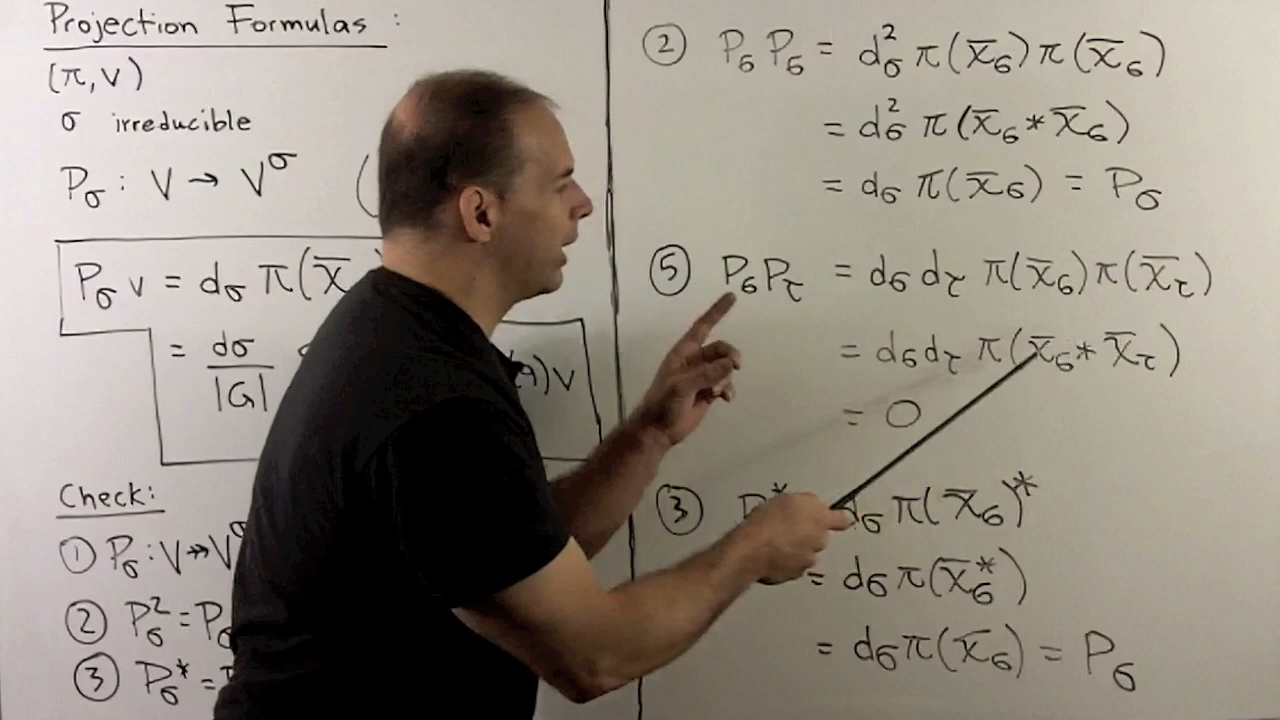 Projection Formulas :
(π, V)
σ irreducible
P_σ : V → V^σ (
P_σ v = d_σ π(χ̄
= d_σ / |G| )v
Check:
① P_σ : V ↠ V^σ
② P_σ² = P_σ
③ P_σ* =
② P_σ P_σ = d_σ² π(χ̄_σ) π(χ̄_σ)
= d_σ² π(χ̄_σ * χ̄_σ)
= d_σ π(χ̄_σ) = P_σ
⑤ P_σ P_τ = d_σ d_τ π(χ̄_σ) π(χ̄_τ)
= d_σ d_τ π(χ̄_σ * χ̄_τ)
= 0
③ P * d_σ π(χ̄_σ)*
= d_σ π(χ̄_σ*)
= d_σ π(χ̄_σ) = P_σ